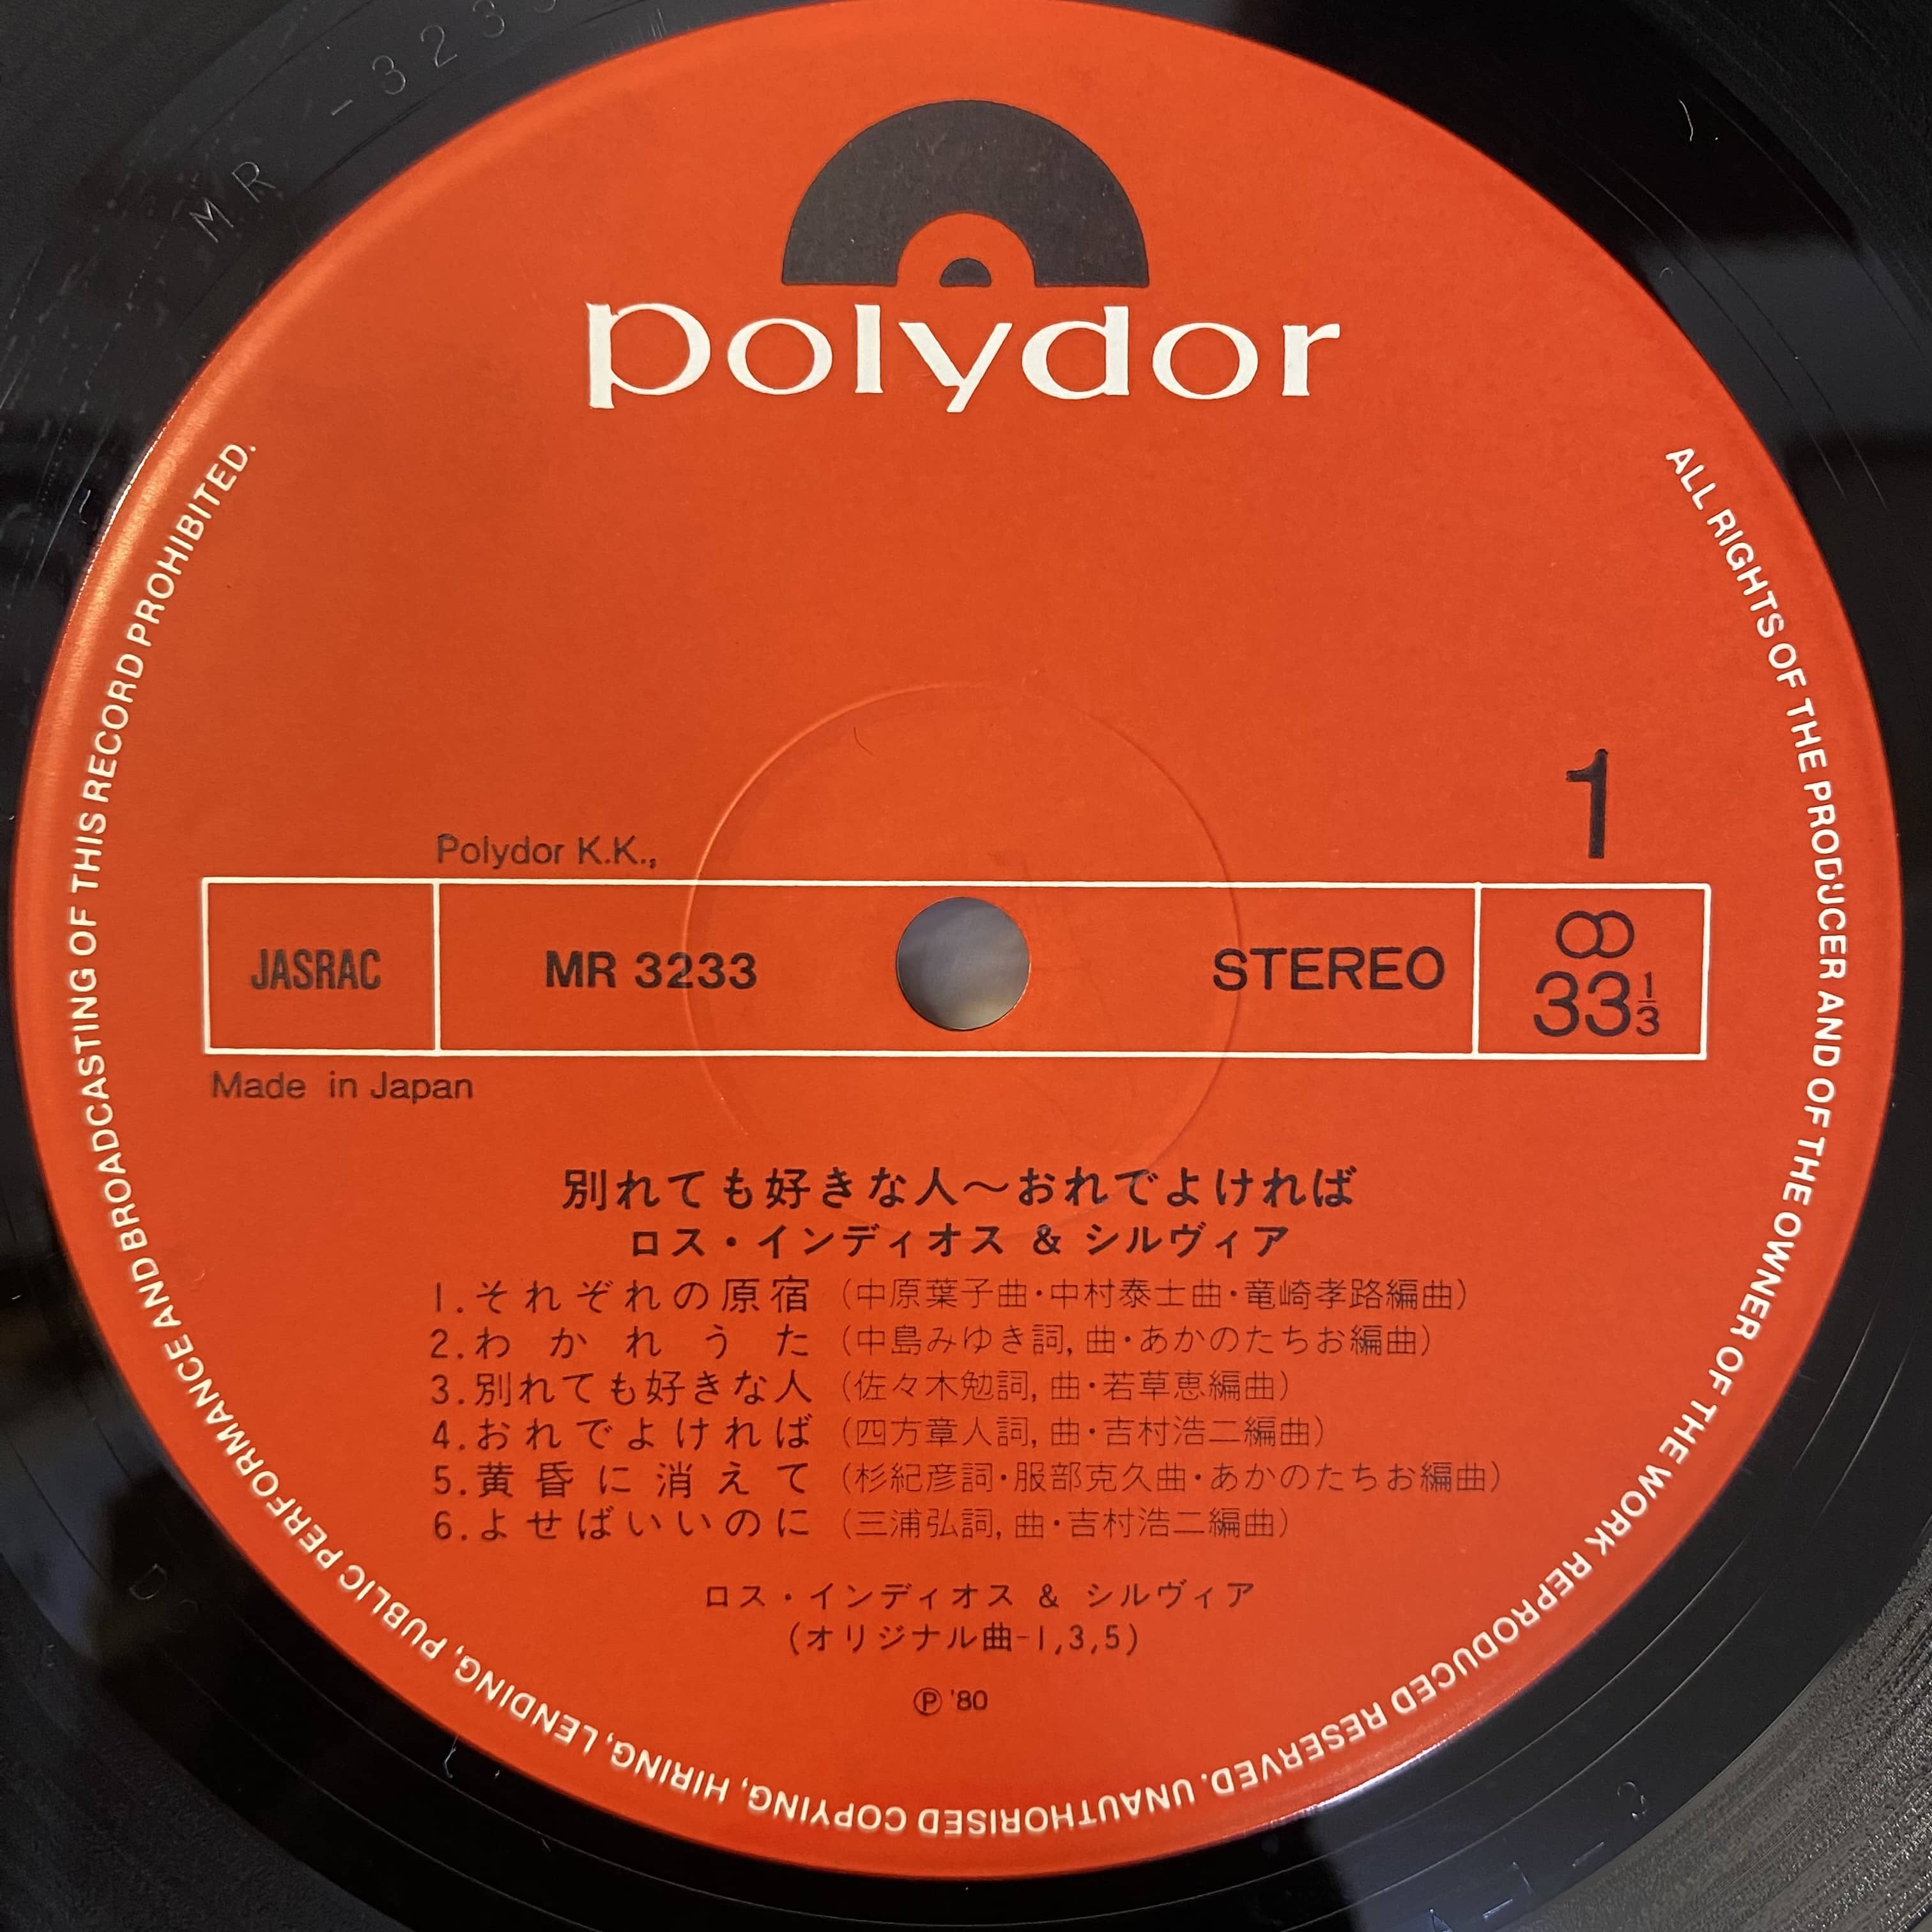 MR -323
polydor
ALL RIGHTS OF THE PRODUCER AND OF THE OWNER OF THE WORK REPRODUCED RESERVED. UNAUTHORISED COPYING, HIRING, LENDING, PUBLIC PERFORMANCE AND BROADCASTING OF THIS RECORD PROHIBITED.
1
Polydor K.K.,
JASRAC
MR 3233
STEREO
33 1/3
Made in Japan
別れても好きな人～おれでよければ
ロス・インディオス & シルヴィア
1.それぞれの原宿 (中原葉子曲・中村泰士曲・竜崎孝路編曲)
2.わかれうた (中島みゆき詞, 曲・あかのたちお編曲)
3.別れても好きな人 (佐々木勉詞, 曲・若草恵編曲)
4.おれでよければ (四方章人詞, 曲・吉村浩二編曲)
5.黄昏に消えて (杉紀彦詞・服部克久曲・あかのたちお編曲)
6.よせばいいのに (三浦弘詞, 曲・吉村浩二編曲)
ロス・インディオス & シルヴィア
(オリジナル曲-1,3,5)
Ⓟ '80